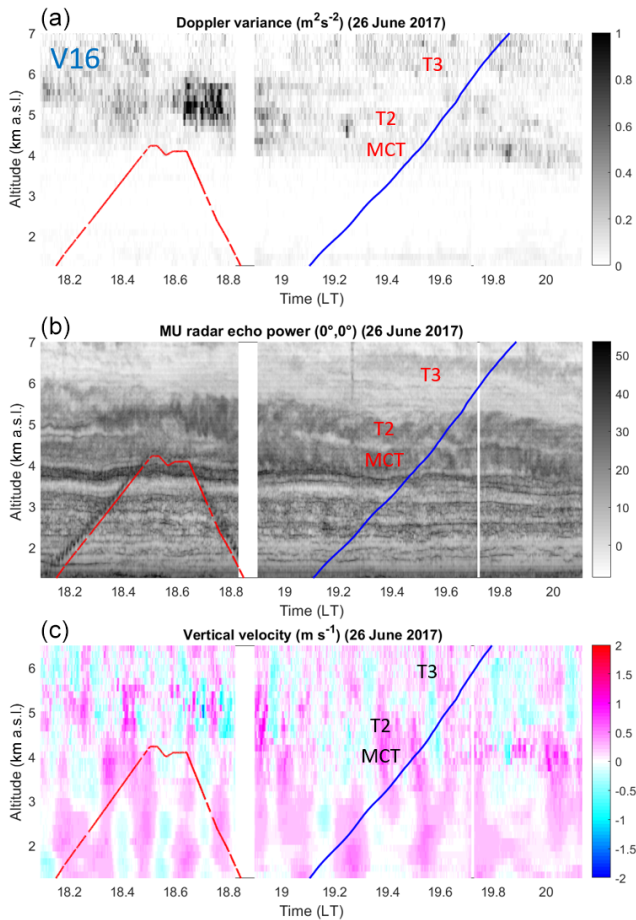 (a) Doppler variance (m²s⁻²) (26 June 2017)
V16
T3
T2
MCT
Altitude (km a.s.l.)
7
6
5
4
3
2
18.2 18.4 18.6 18.8 19 19.2 19.4 19.6 19.8 20
Time (LT)
1
0.8
0.6
0.4
0.2
0
(b) MU radar echo power (0°,0°) (26 June 2017)
T3
T2
MCT
Altitude (km a.s.l.)
7
6
5
4
3
2
18.2 18.4 18.6 18.8 19 19.2 19.4 19.6 19.8 20
Time (LT)
50
40
30
20
10
0
(c) Vertical velocity (m s⁻¹) (26 June 2017)
T3
T2
MCT
Altitude (km a.s.l.)
6
5
4
3
2
18.2 18.4 18.6 18.8 19 19.2 19.4 19.6 19.8 20
Time (LT)
2
1.5
1
0.5
0
-0.5
-1
-1.5
-2